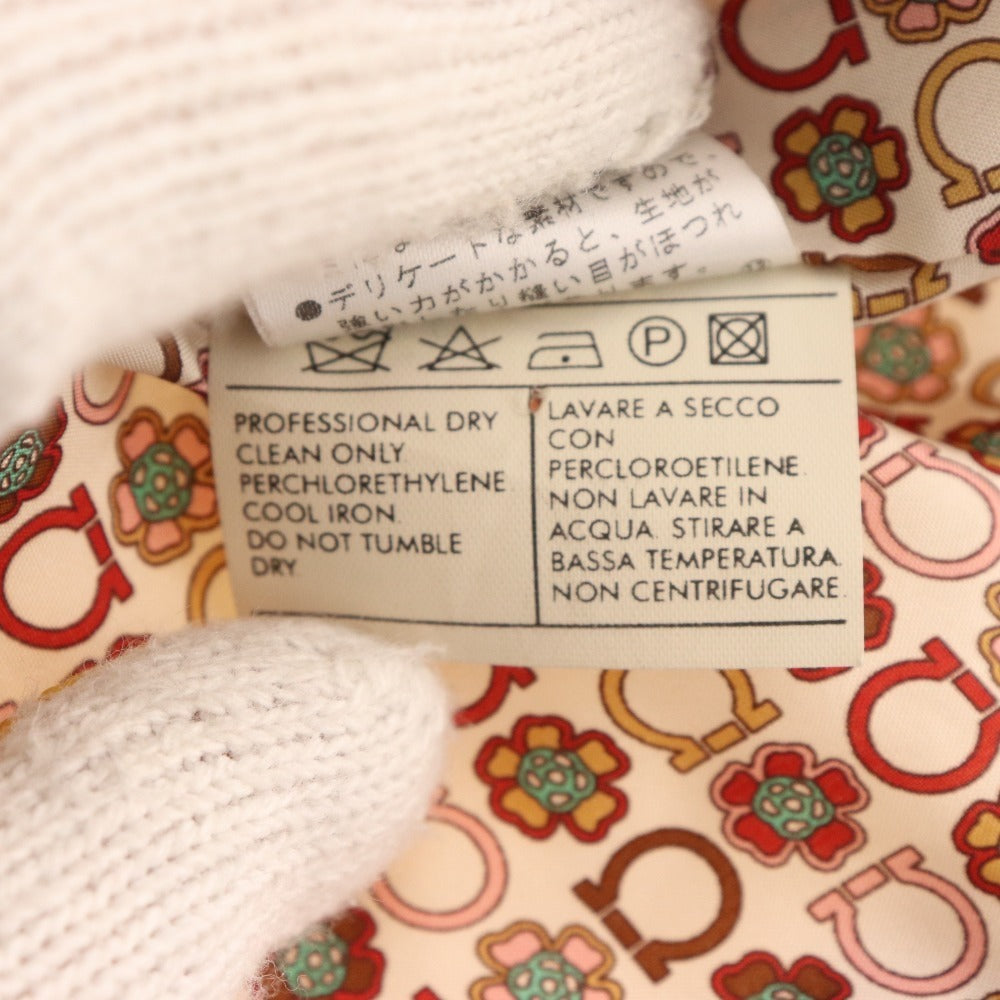 デリケートな素材ですので、
強い力がかかると、生地が
縫い目がほつれ
P
PROFESSIONAL DRY
CLEAN ONLY
PERCHLORETHYLENE.
COOL IRON.
DO NOT TUMBLE
DRY.
LAVARE A SECCO
CON
PERCLOROETILENE.
NON LAVARE IN
ACQUA. STIRARE A
BASSA TEMPERATURA.
NON CENTRIFUGARE.